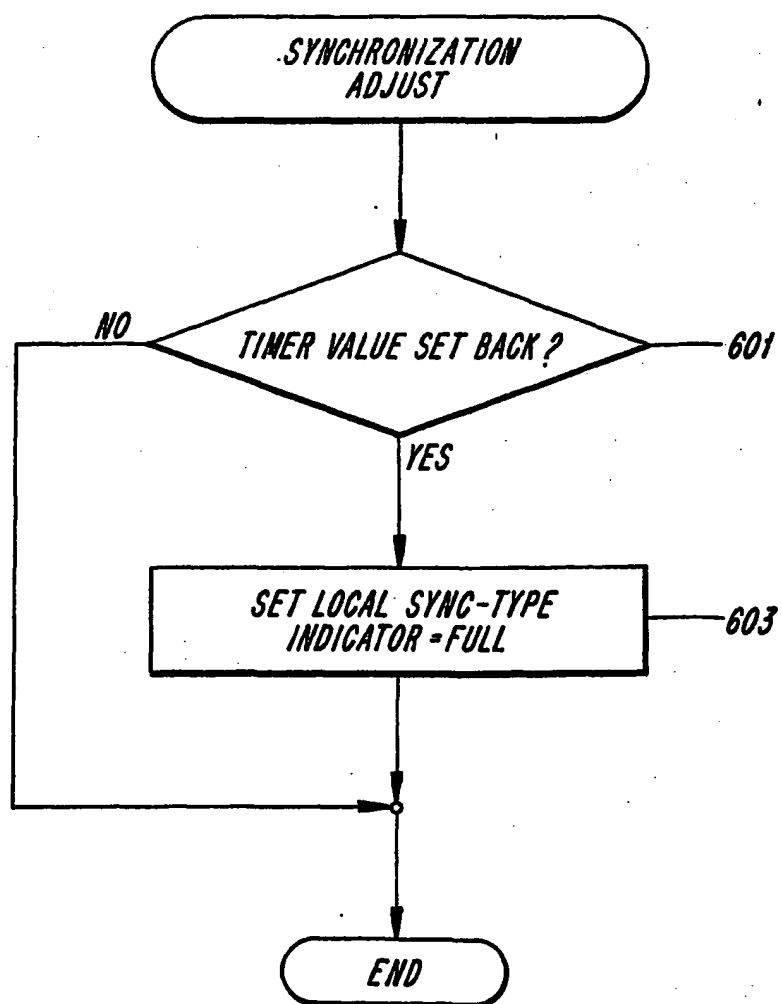 SYNCHRONIZATION
ADJUST
NO
TIMER VALUE SET BACK?
601
YES
SET LOCAL SYNC-TYPE
INDICATOR = FULL
603
END